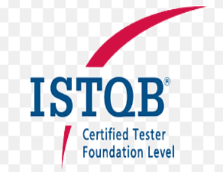 ISTQB®
Certified Tester
Foundation Level